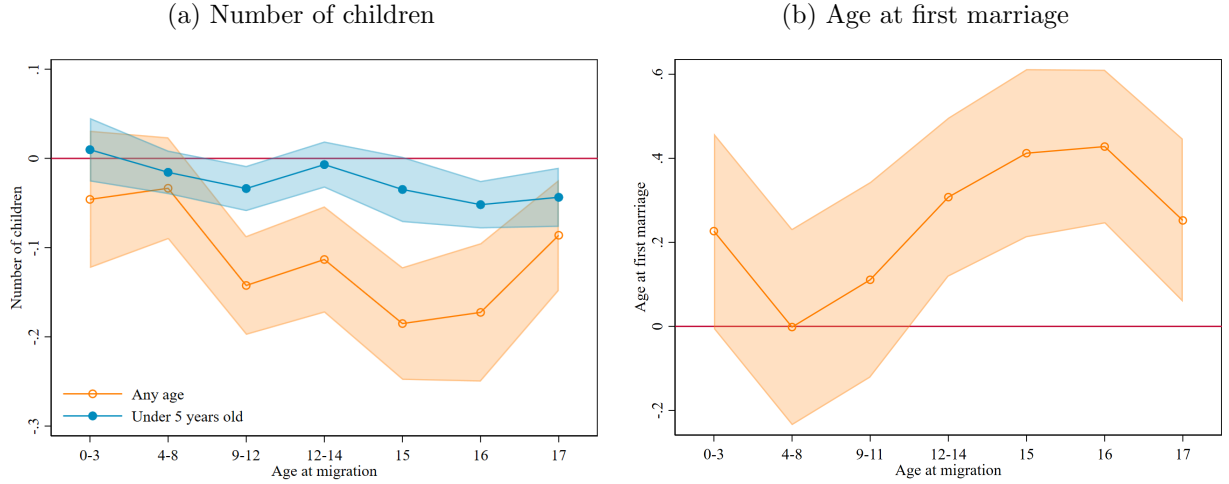 (a) Number of children
.1
0
-.1
-.2
-.3
Number of children
Any age
Under 5 years old
0-3 4-8 9-12 12-14 15 16 17
Age at migration
(b) Age at first marriage
.6
.4
.2
0
-.2
Age at first marriage
0-3 4-8 9-11 12-14 15 16 17
Age at migration